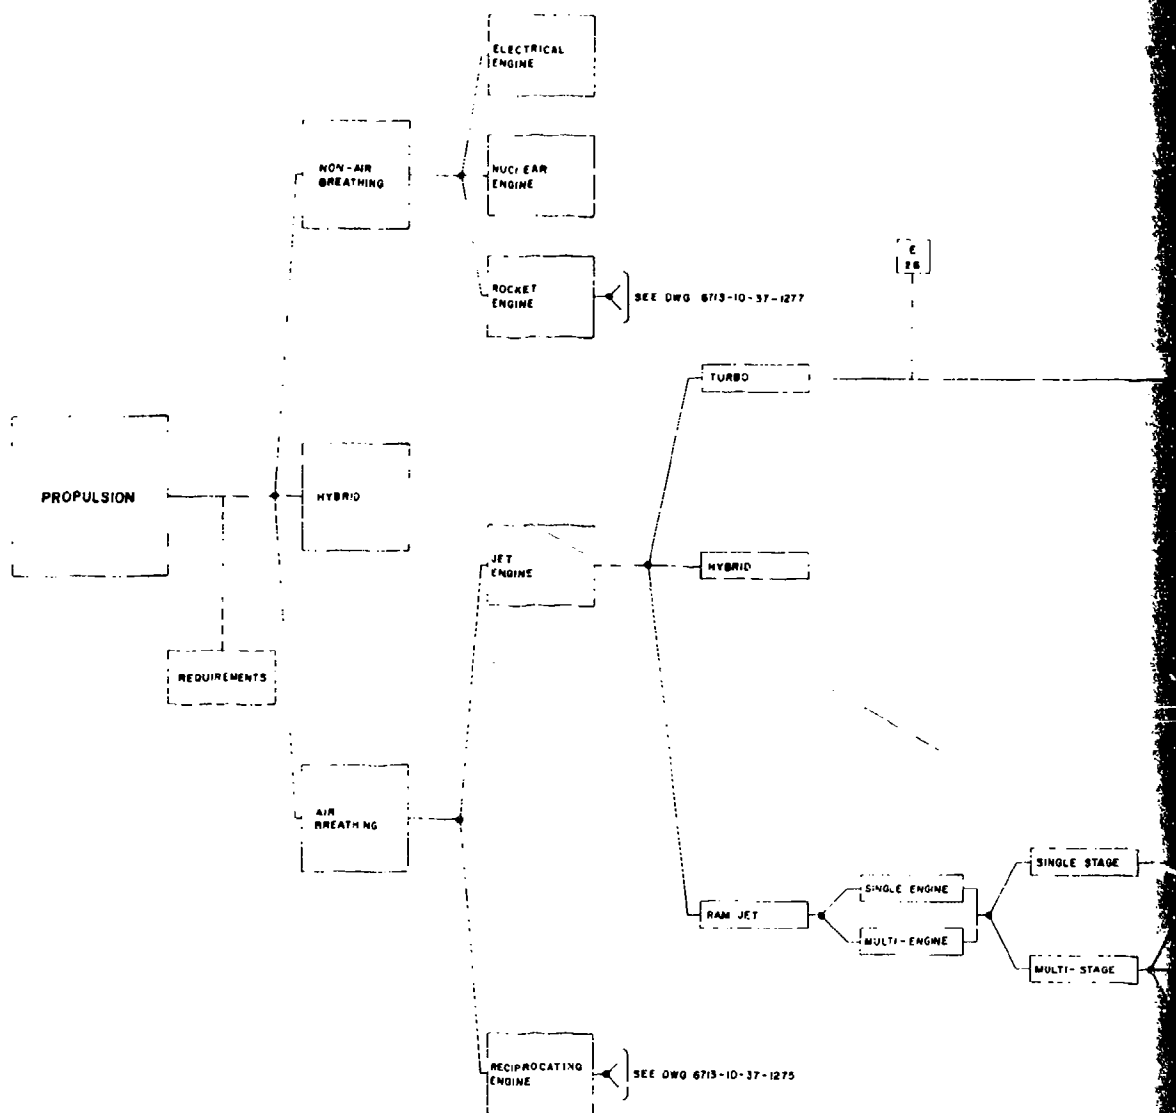 ELECTRICAL
ENGINE
NON-AIR
BREATHING
NUCLEAR
ENGINE
E
26
ROCKET
ENGINE
SEE DWG 6713-10-37-1277
TURBO
PROPULSION
HYBRID
JET
ENGINE
HYBRID
REQUIREMENTS
AIR
BREATHING
SINGLE STAGE
SINGLE ENGINE
RAM JET
MULTI-ENGINE
MULTI-STAGE
RECIPROCATING
ENGINE
SEE DWG 6713-10-37-1275